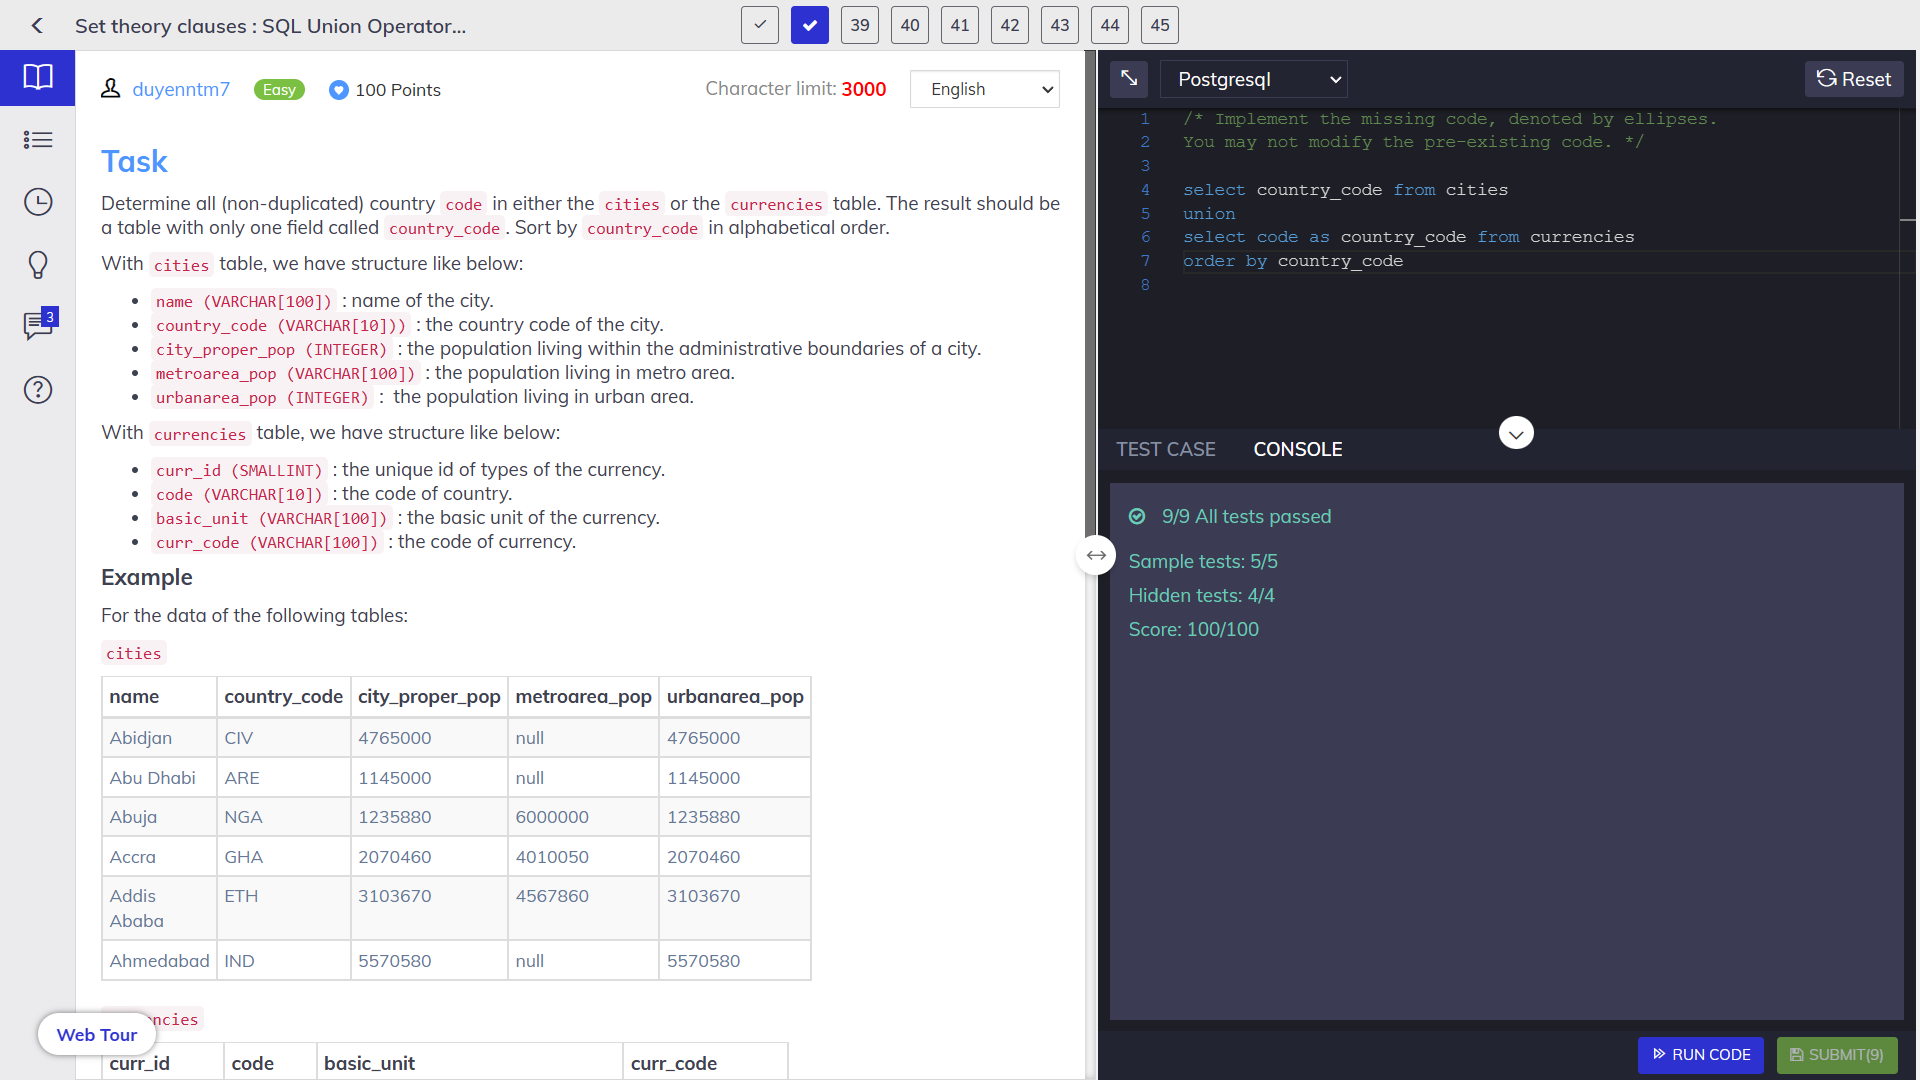 Set theory clauses : SQL Union Operator...
39 40 41 42 43 44 45
duyenntm7 Easy 100 Points Character limit: 3000 English
Task
Determine all (non-duplicated) country code in either the cities or the currencies table. The result should be
a table with only one field called country_code . Sort by country_code in alphabetical order.
With cities table, we have structure like below:
name (VARCHAR[100]) : name of the city.
country_code (VARCHAR[10])) : the country code of the city.
city_proper_pop (INTEGER) : the population living within the administrative boundaries of a city.
metroarea_pop (VARCHAR[100]) : the population living in metro area.
urbanarea_pop (INTEGER) : the population living in urban area.
With currencies table, we have structure like below:
curr_id (SMALLINT) : the unique id of types of the currency.
code (VARCHAR[10]) : the code of country.
basic_unit (VARCHAR[100]) : the basic unit of the currency.
curr_code (VARCHAR[100]) : the code of currency.
Example
For the data of the following tables:
cities
name country_code city_proper_pop metroarea_pop urbanarea_pop
Abidjan CIV 4765000 null 4765000
Abu Dhabi ARE 1145000 null 1145000
Abuja NGA 1235880 6000000 1235880
Accra GHA 2070460 4010050 2070460
Addis ETH 3103670 4567860 3103670
Ababa
Ahmedabad IND 5570580 null 5570580
ncies
curr_id code basic_unit curr_code
3
Web Tour
Postgresql Reset
1 /* Implement the missing code, denoted by ellipses.
2 You may not modify the pre-existing code. */
3
4 select country_code from cities
5 union
6 select code as country_code from currencies
7 order by country_code
8
TEST CASE CONSOLE
9/9 All tests passed
Sample tests: 5/5
Hidden tests: 4/4
Score: 100/100
RUN CODE SUBMIT(9)